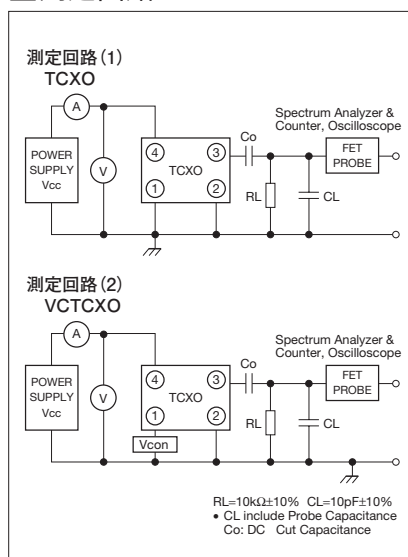 測定回路(1)
TCXO
A
Spectrum Analyzer &
Counter, Oscilloscope
Co
POWER
SUPPLY
Vcc
V
4
3
TCXO
1
2
RL
CL
FET
PROBE
測定回路(2)
VCTCXO
A
Spectrum Analyzer &
Counter, Oscilloscope
Co
POWER
SUPPLY
Vcc
V
4
3
TCXO
1
2
Vcon
RL
CL
FET
PROBE
RL=10kΩ±10% CL=10pF±10%
• CL include Probe Capacitance
Co: DC Cut Capacitance